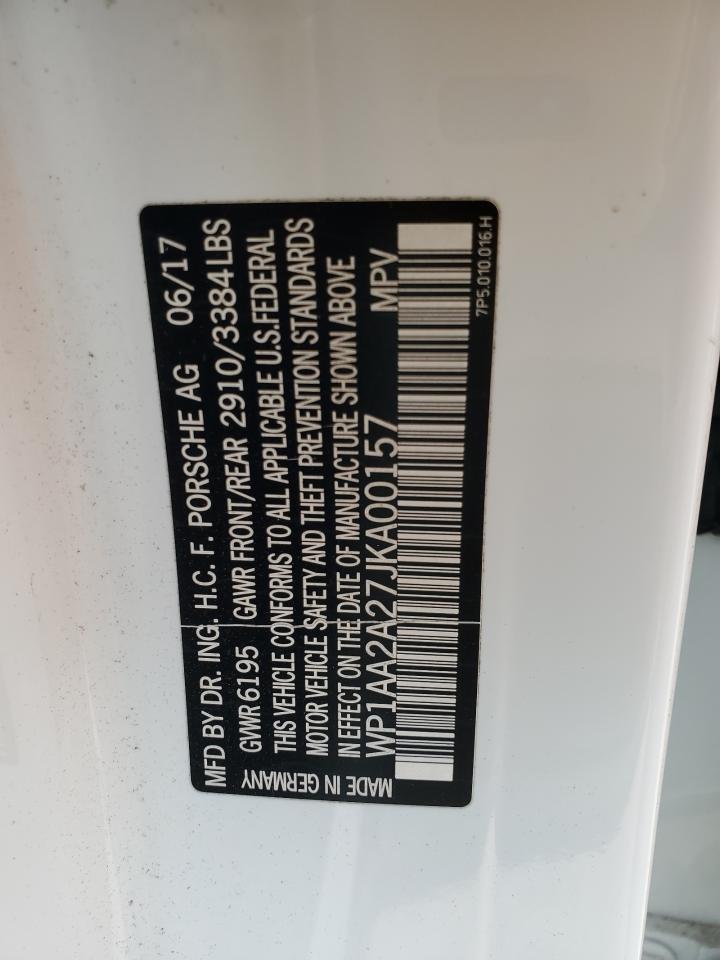 MFD BY DR. ING. H.C. F. PORSCHE AG 06/17
GVWR 6195 GAWR FRONT/REAR 2910/3384 LBS
THIS VEHICLE CONFORMS TO ALL APPLICABLE U.S.FEDERAL
MOTOR VEHICLE SAFETY AND THEFT PREVENTION STANDARDS
IN EFFECT ON THE DATE OF MANUFACTURE SHOWN ABOVE
WP1AA2A27JKA00157 MPV
MADE IN GERMANY
7P5.010.016.H